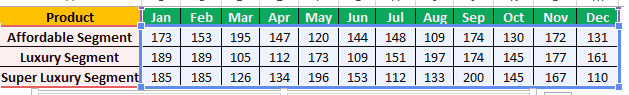 Product Jan Feb Mar Apr May Jun Jul Aug Sep Oct Nov Dec
Affordable Segment 173 153 195 147 120 144 148 109 174 130 172 131
Luxury Segment 189 189 105 112 173 109 151 197 174 145 177 161
Super Luxury Segment 185 185 126 134 196 153 112 133 200 145 167 110